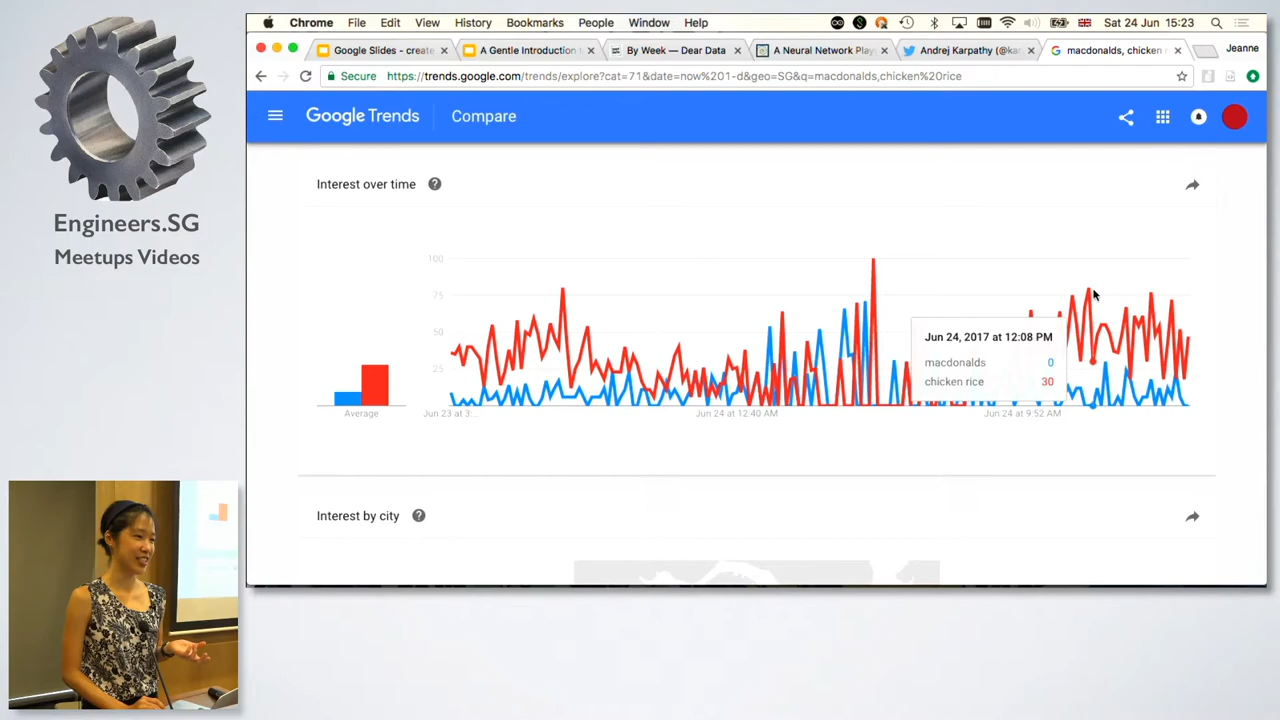 Chrome File Edit View History Bookmarks People Window Help Sat 24 Jun 15:23
Google Slides - create By Week — Dear Data A Neural Network Play Andrej Karpathy (@ka macdonalds, chicken r Jeanne
A Gentle Introduction
Secure https://trends.google.com/trends/explore?cat=71&date=now%201-d&geo=SG&q=macdonalds,chicken%20rice
Google Trends Compare
Interest over time
100
75
50
25
Average
Jun 23 at 3:...
Jun 24 at 12:40 AM
Jun 24 at 9:52 AM
Jun 24, 2017 at 12:08 PM
macdonalds 0
chicken rice 30
Interest by city
Engineers.SG
Meetups Videos